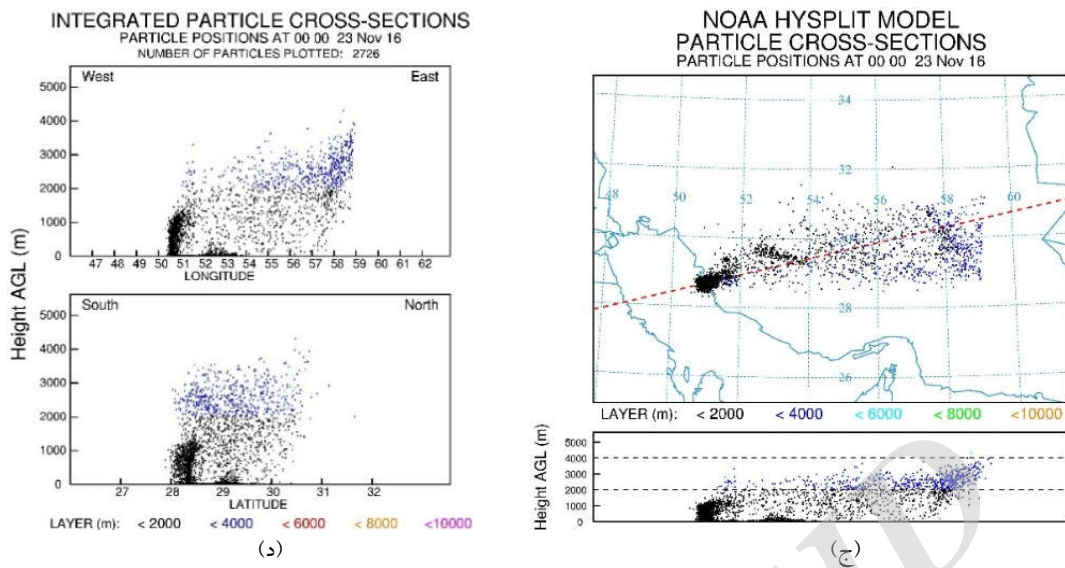 INTEGRATED PARTICLE CROSS-SECTIONS
PARTICLE POSITIONS AT 00 00 23 Nov 16
NUMBER OF PARTICLES PLOTTED: 2726
West East
5000
4000
3000
2000
1000
0
47 48 49 50 51 52 53 54 55 56 57 58 59 60 61 62
LONGITUDE
Height AGL (m)
South North
5000
4000
3000
2000
1000
0
27 28 29 30 31 32 33
LATITUDE
LAYER (m): < 2000 < 4000 < 6000 < 8000 <10000
(د)
NOAA HYSPLIT MODEL
PARTICLE CROSS-SECTIONS
PARTICLE POSITIONS AT 00 00 23 Nov 16
34
32
48 50 52 54 56 58 60
30
28
26
LAYER (m): < 2000 < 4000 < 6000 < 8000 <10000
Height AGL (m)
5000
4000
3000
2000
1000
0
(ج)